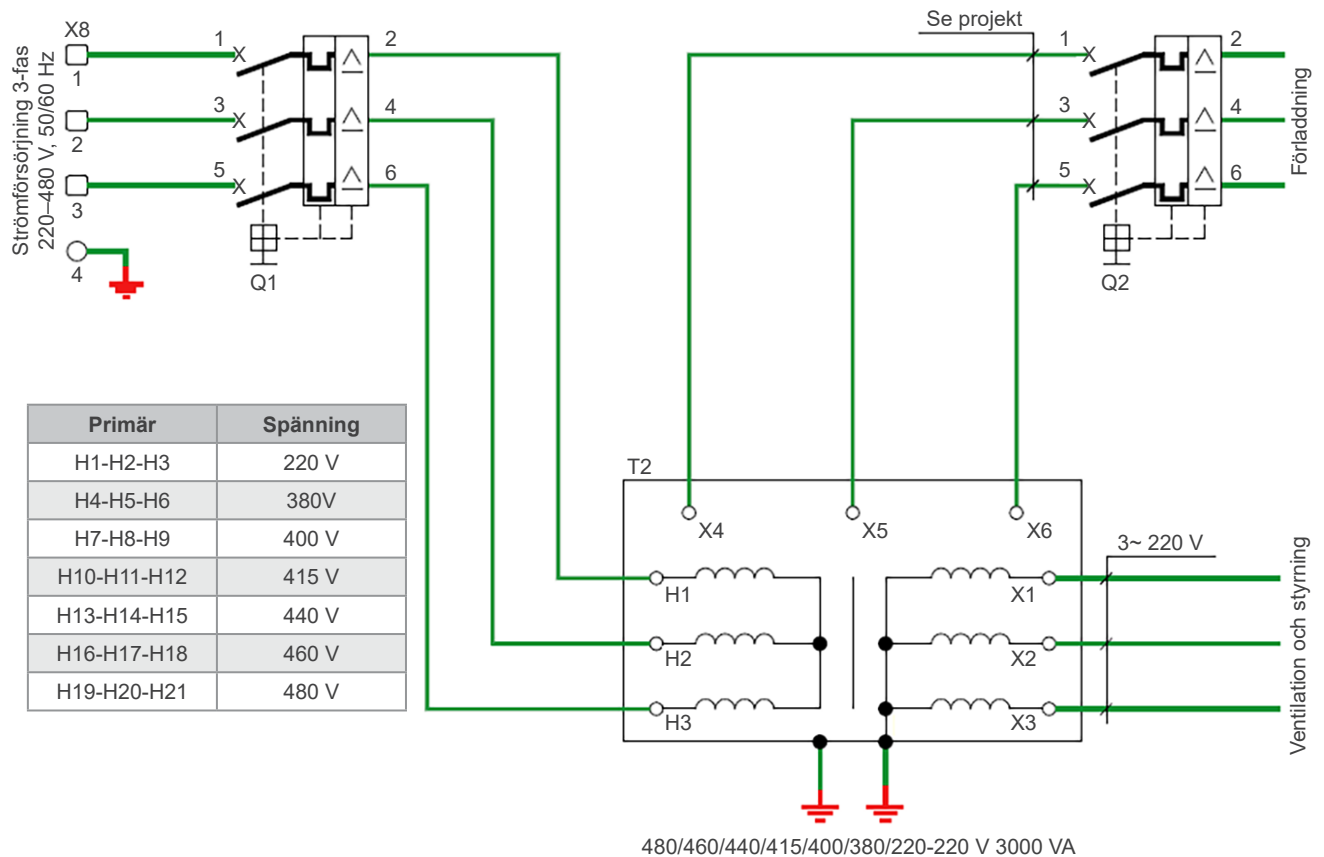 Strömförsörjning 3-fas
220–480 V, 50/60 Hz
X8
1
2
3
4
1
3
5
X
X
X
2
4
6
Q1
Se projekt
1
3
5
X
X
X
2
4
6
Q2
Förladdning
Primär Spänning
H1-H2-H3 220 V
H4-H5-H6 380V
H7-H8-H9 400 V
H10-H11-H12 415 V
H13-H14-H15 440 V
H16-H17-H18 460 V
H19-H20-H21 480 V
T2
X4
X5
X6
H1
H2
H3
X1
X2
X3
3~ 220 V
Ventilation och styrning
480/460/440/415/400/380/220-220 V 3000 VA